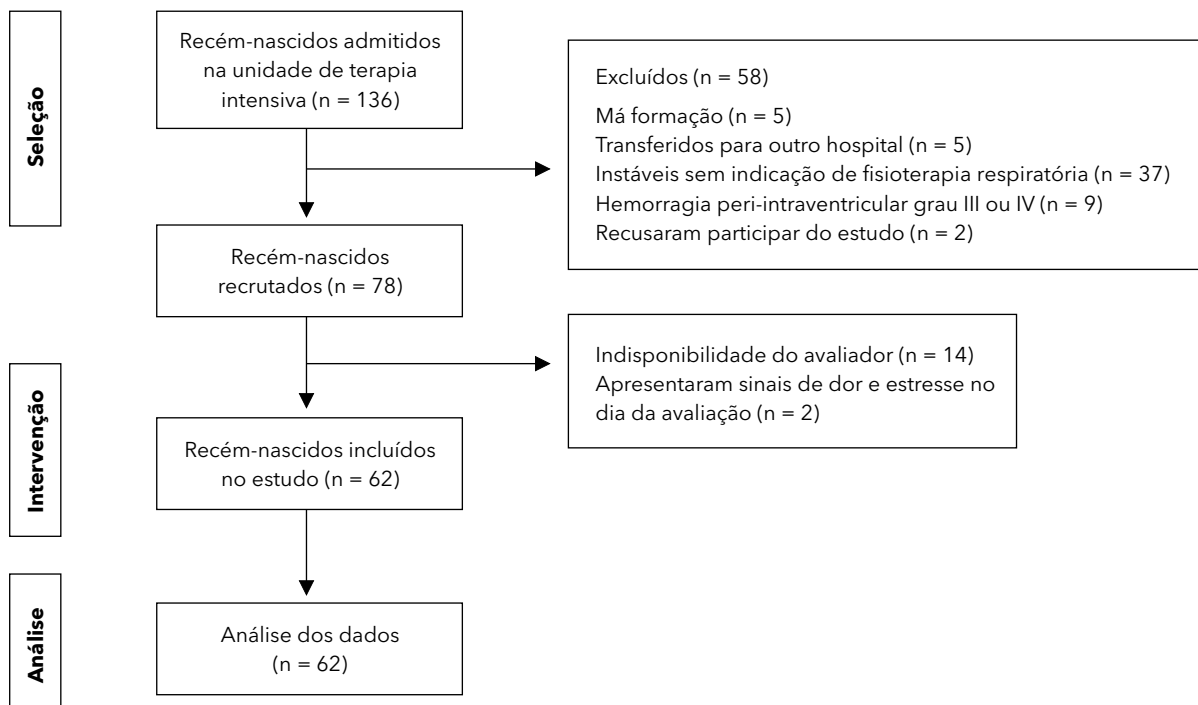 Seleção
Recém-nascidos admitidos
na unidade de terapia
intensiva (n = 136)
Excluídos (n = 58)
Má formação (n = 5)
Transferidos para outro hospital (n = 5)
Instáveis sem indicação de fisioterapia respiratória (n = 37)
Hemorragia peri-intraventricular grau III ou IV (n = 9)
Recusaram participar do estudo (n = 2)
Recém-nascidos
recrutados (n = 78)
Indisponibilidade do avaliador (n = 14)
Apresentaram sinais de dor e estresse no
dia da avaliação (n = 2)
Intervenção
Recém-nascidos incluídos
no estudo (n = 62)
Análise
Análise dos dados
(n = 62)